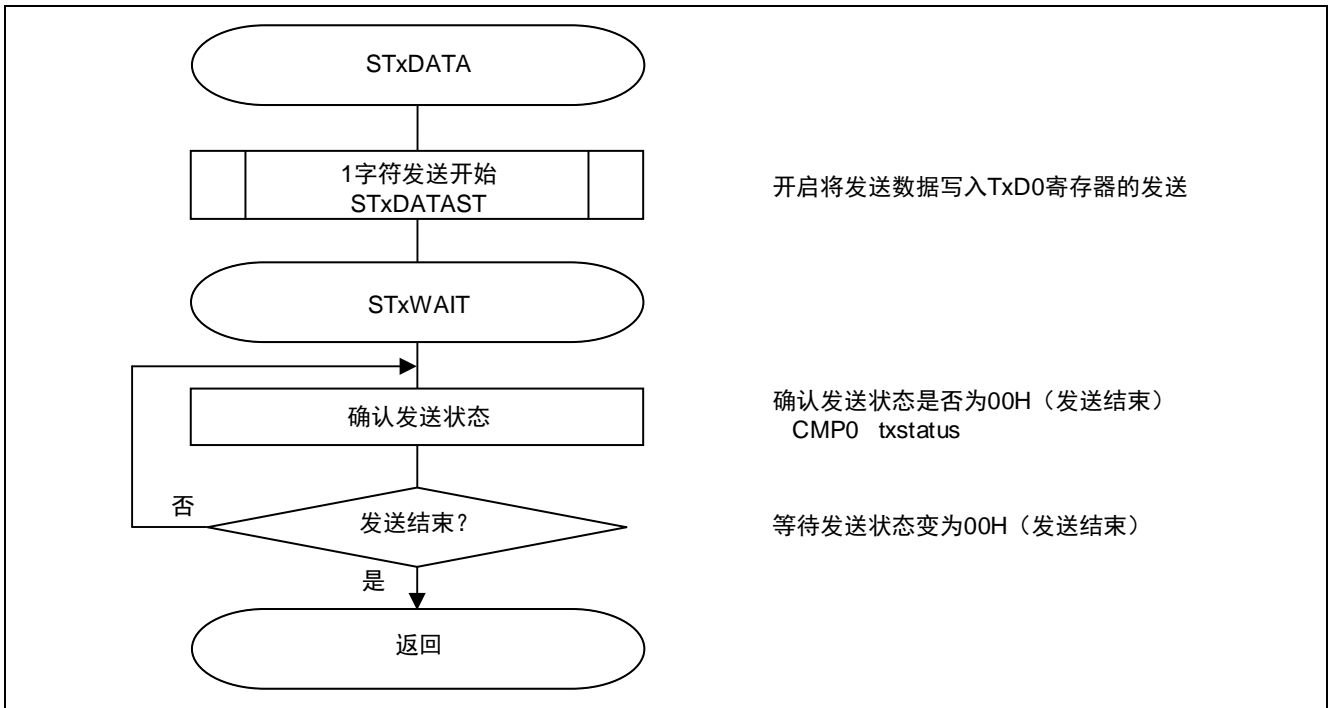 STxDATA
1字符发送开始
STxDATAST
开启将发送数据写入TxD0寄存器的发送
STxWAIT
确认发送状态
确认发送状态是否为00H（发送结束）
CMP0 txstatus
否
发送结束？
等待发送状态变为00H（发送结束）
是
返回